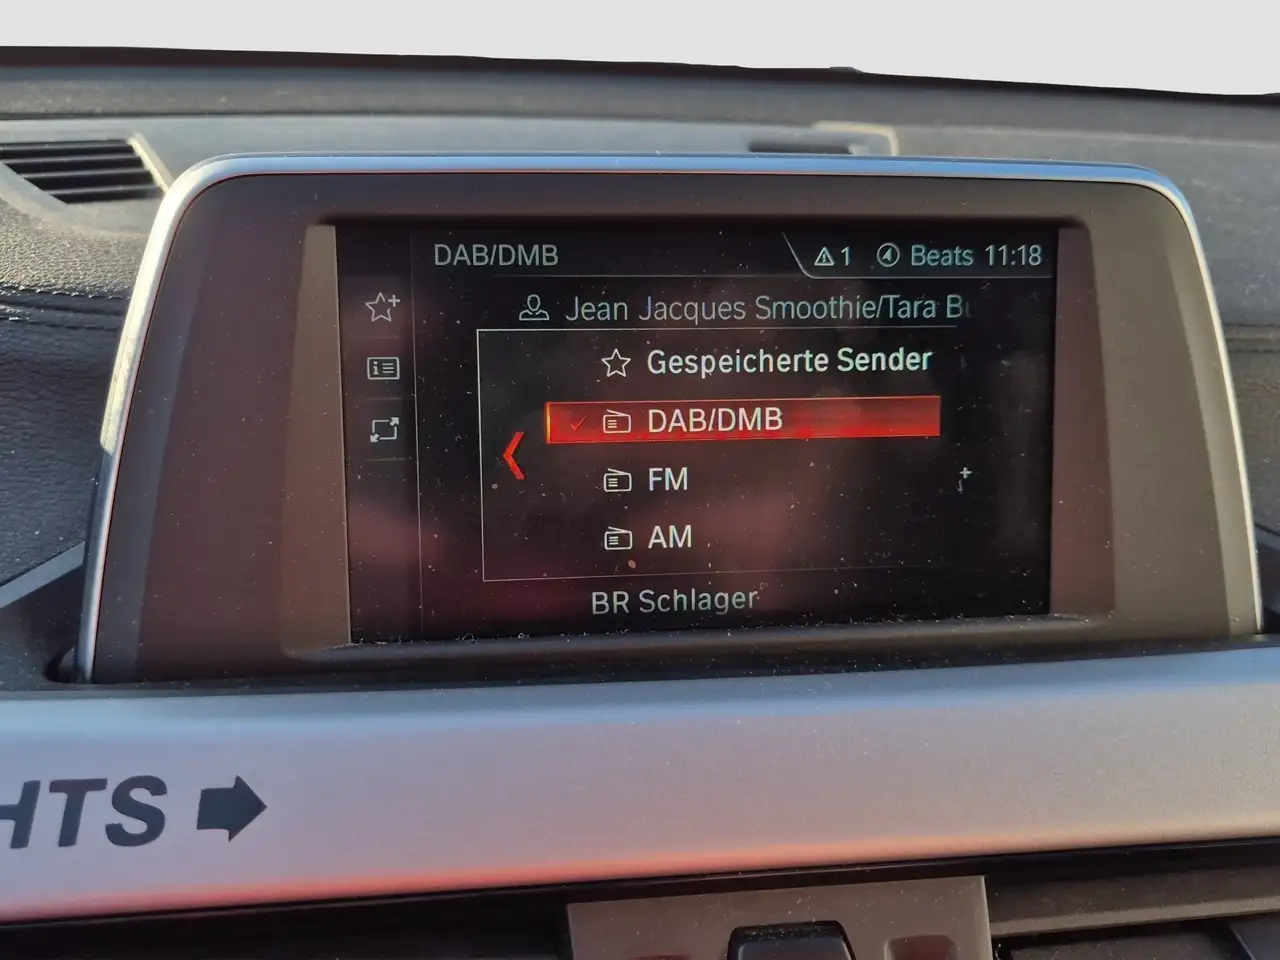 DAB/DMB
1 Beats 11:18
Jean Jacques Smoothie/Tara
Gespeicherte Sender
DAB/DMB
FM
AM
BR Schlager
HTS